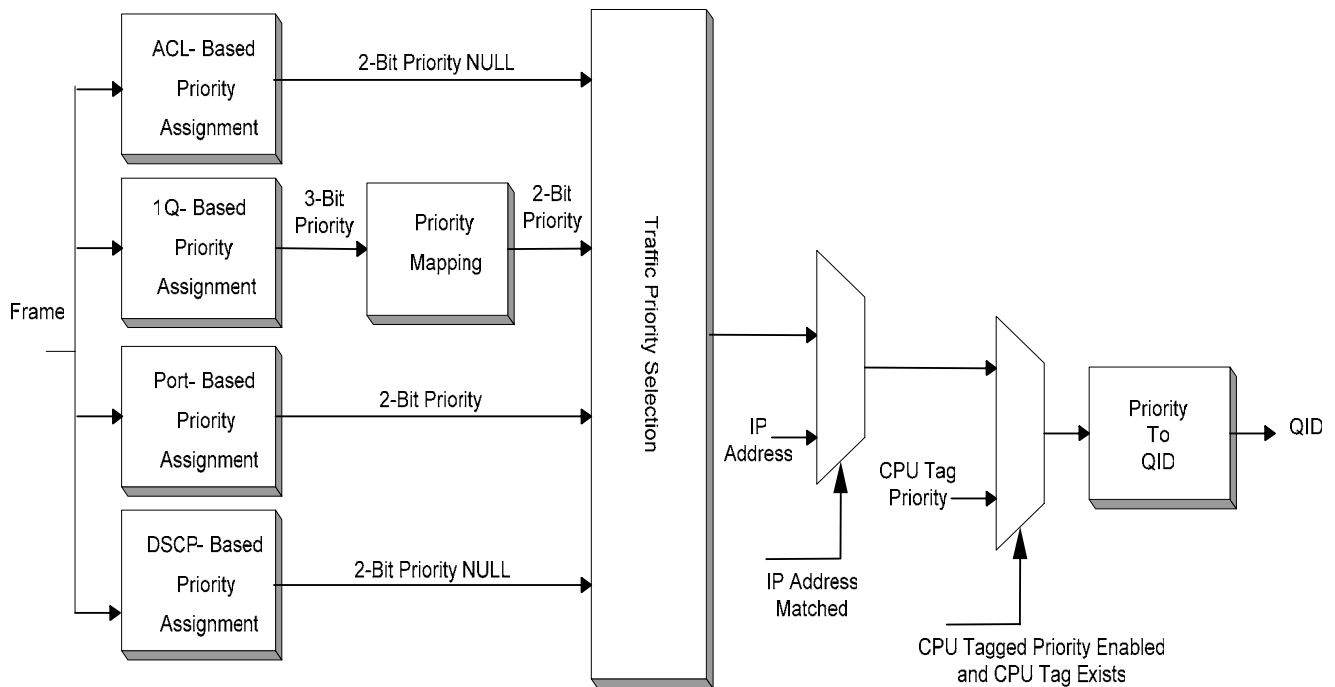 ACL- Based
Priority
Assignment
2-Bit Priority NULL
1Q- Based
Priority
Assignment
3-Bit
Priority
Priority
Mapping
2-Bit
Priority
Frame
Port- Based
Priority
Assignment
2-Bit Priority
DSCP- Based
Priority
Assignment
2-Bit Priority NULL
Traffic Priority Selection
IP
Address
IP Address
Matched
CPU Tag
Priority
CPU Tagged Priority Enabled
and CPU Tag Exists
Priority
To
QID
QID